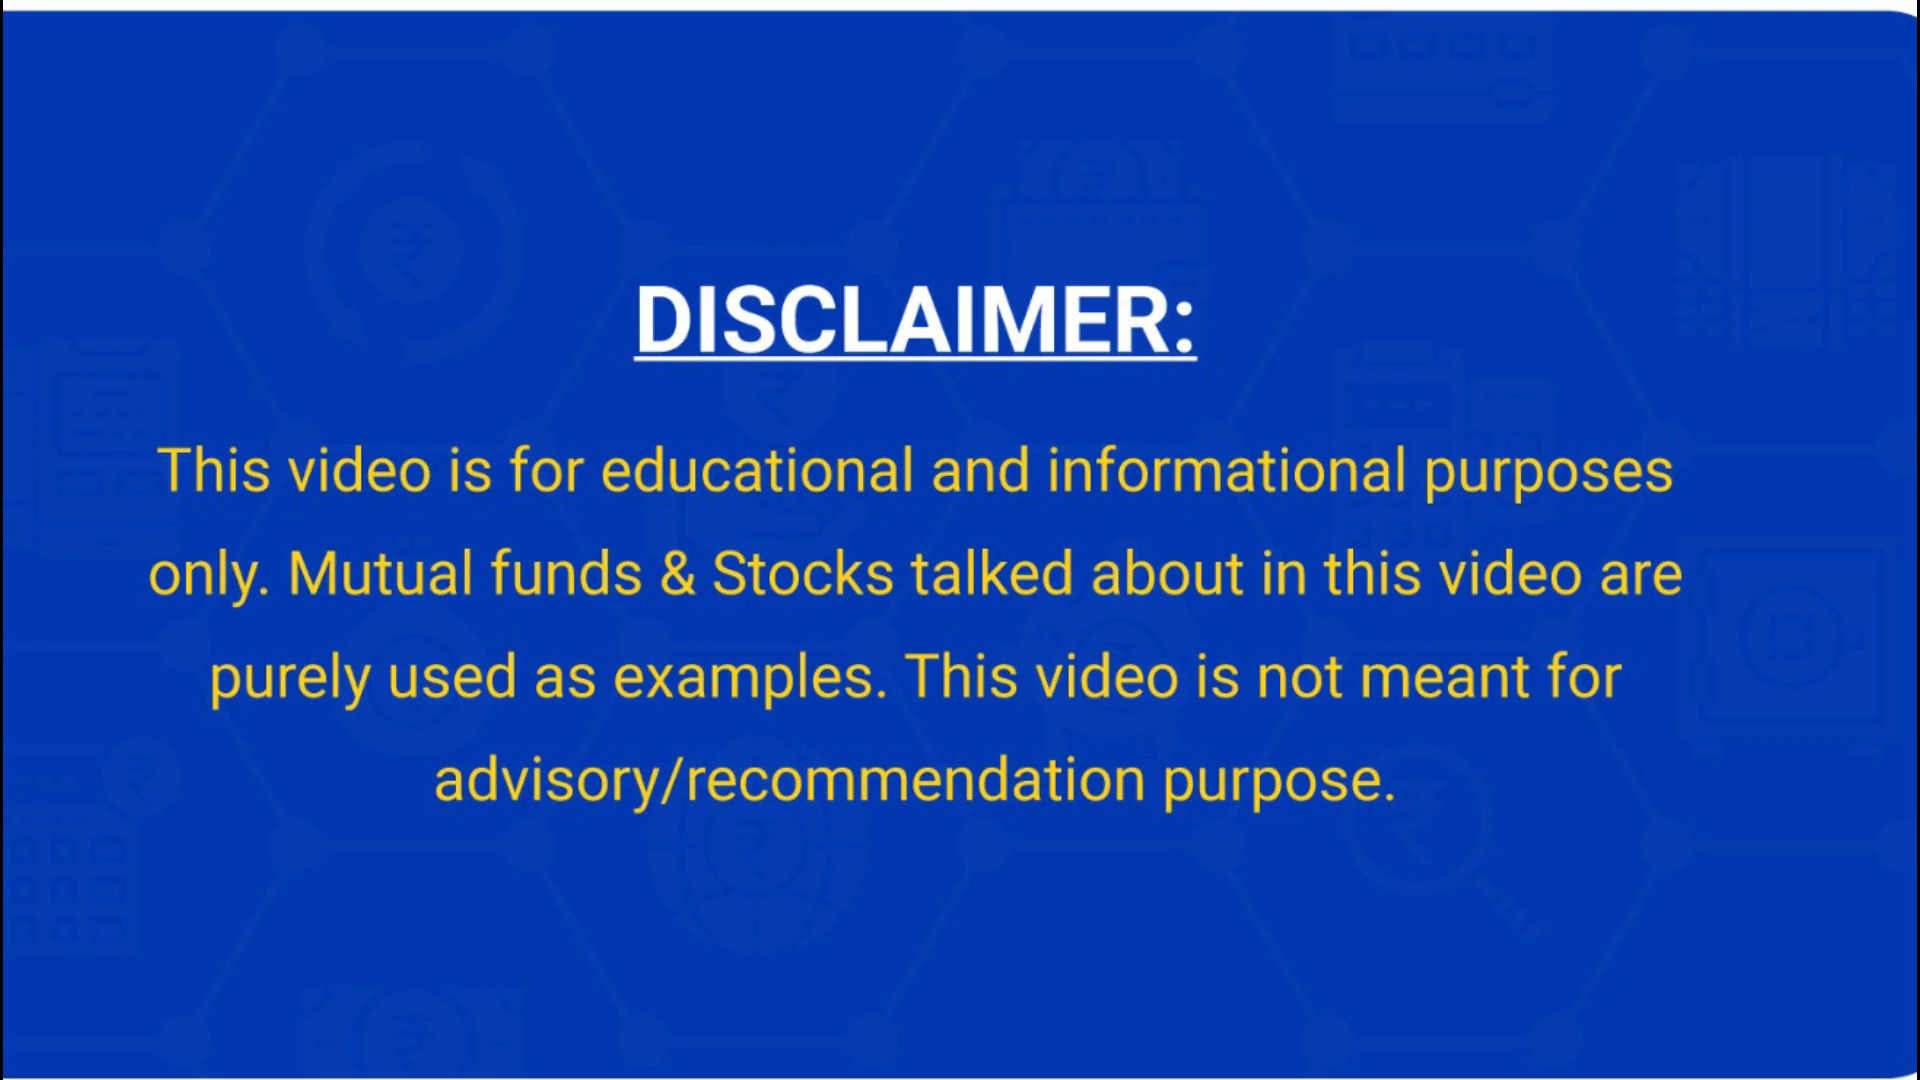 DISCLAIMER:
This video is for educational and informational purposes
only. Mutual funds & Stocks talked about in this video are
purely used as examples. This video is not meant for
advisory/recommendation purpose.